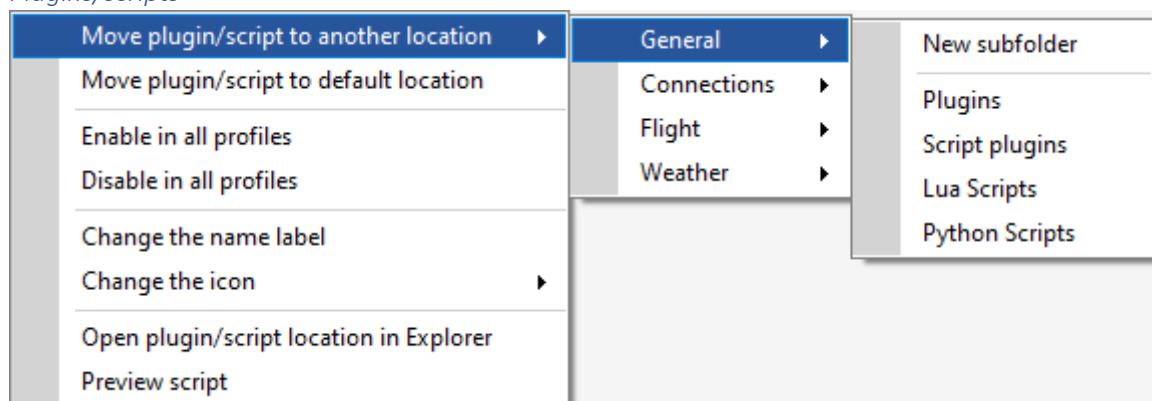 Plugins/scripts
Move plugin/script to another location
Move plugin/script to default location
Enable in all profiles
Disable in all profiles
Change the name label
Change the icon
Open plugin/script location in Explorer
Preview script
General
Connections
Flight
Weather
New subfolder
Plugins
Script plugins
Lua Scripts
Python Scripts